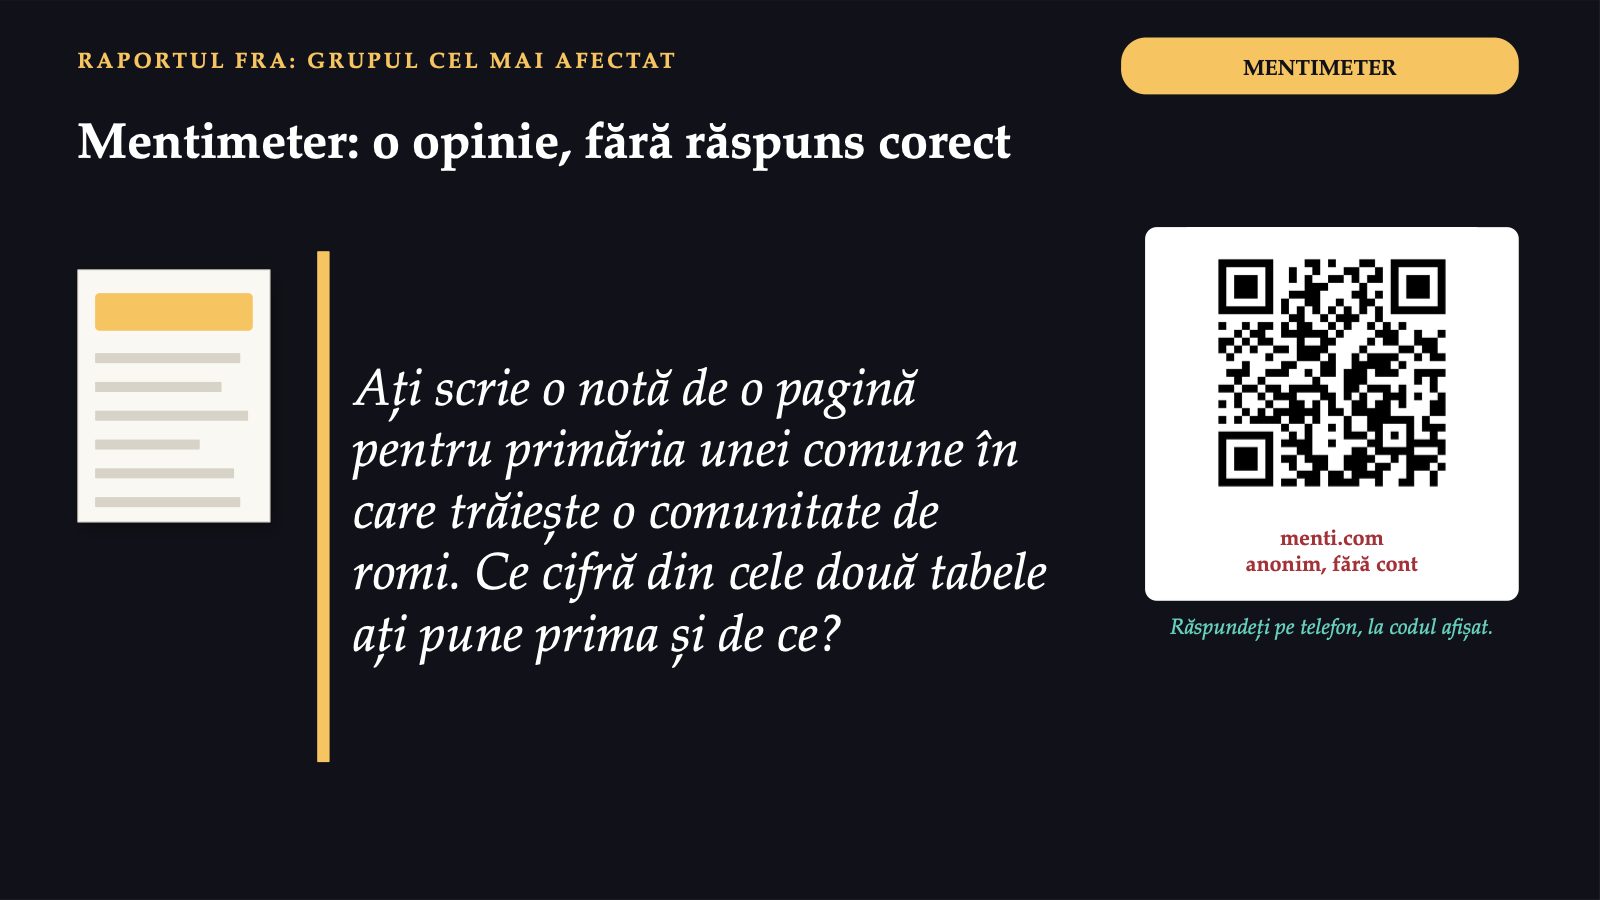 RAPORTUL FRA: GRUPUL CEL MAI AFECTAT
MENTIMETER
Mentimeter: o opinie, fără răspuns corect
Ați scrie o notă de o pagină
pentru primăria unei comune în
care trăiește o comunitate de
romi. Ce cifră din cele două tabele
ați pune prima și de ce?
menti.com
anonim, fără cont
Răspundeți pe telefon, la codul afișat.